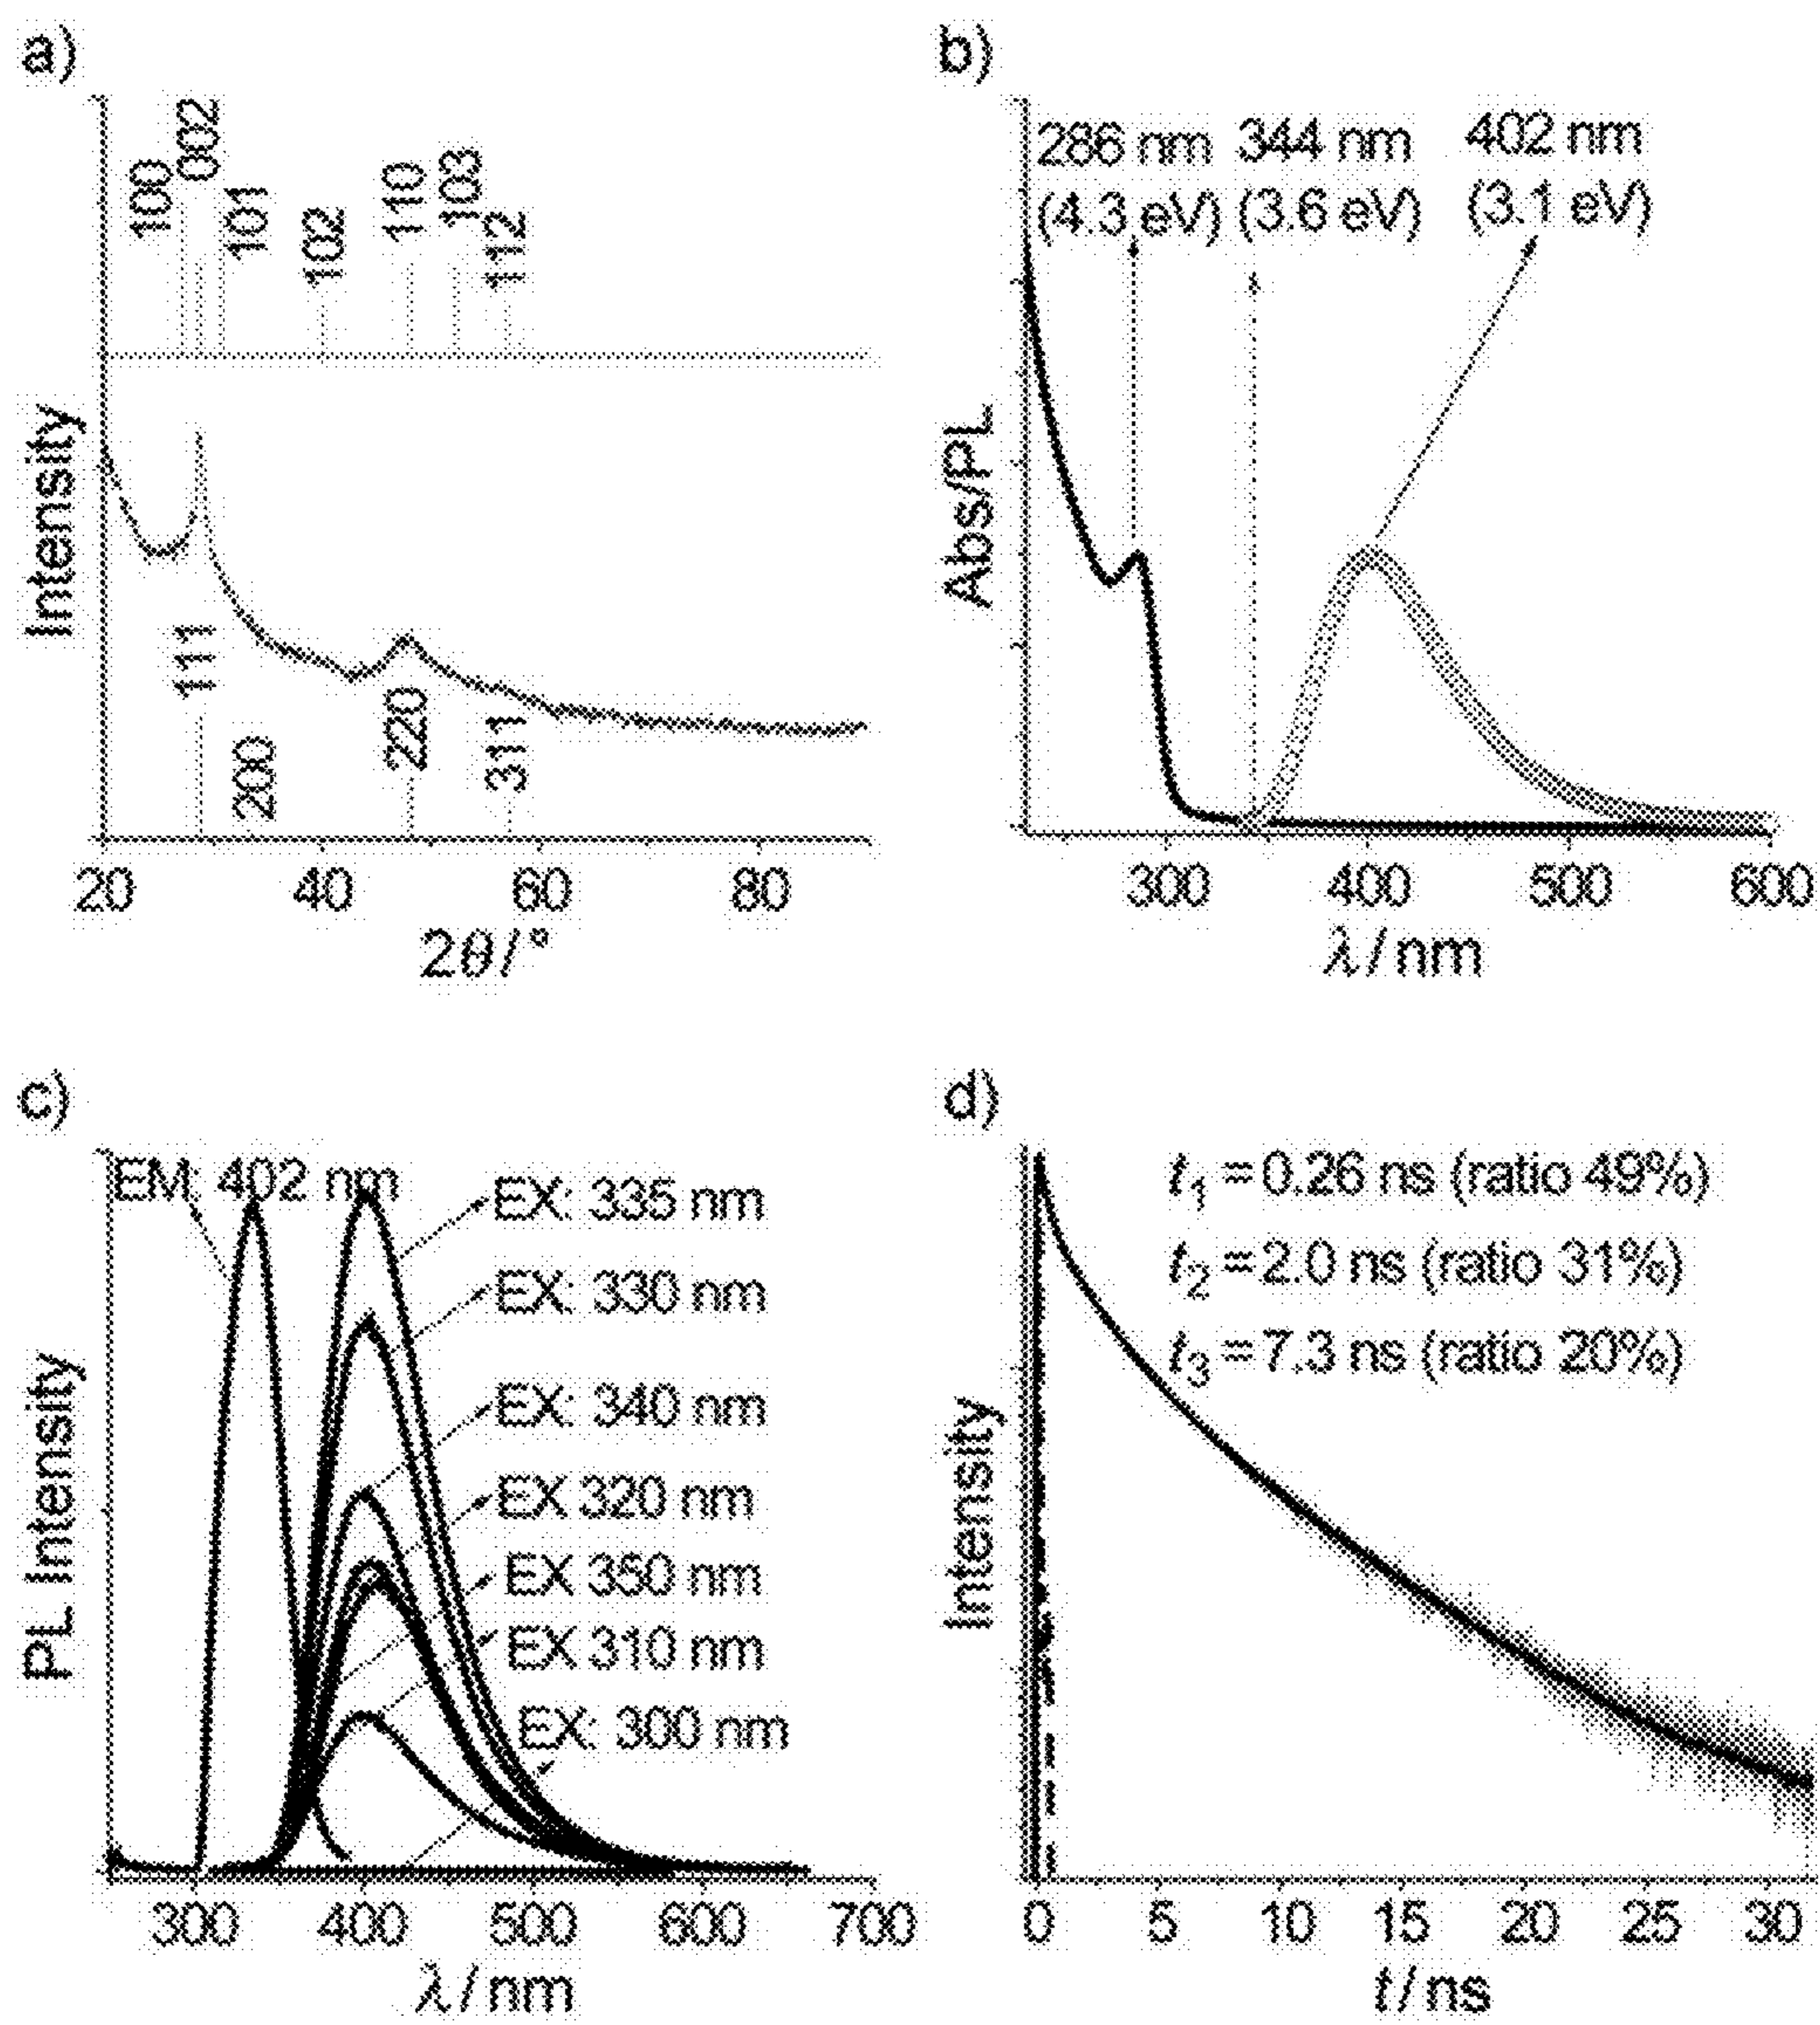 a)
100
002
101
102
110
103
112
Intensity
111
200
220
311
20 40 60 80
2θ/°
b)
286 nm 344 nm 402 nm
(4.3 eV) (3.6 eV) (3.1 eV)
Abs/PL
300 400 500 600
λ/nm
c)
EM: 402 nm
EX: 335 nm
EX: 330 nm
EX: 340 nm
EX 320 nm
EX 350 nm
EX 310 nm
EX: 300 nm
PL Intensity
300 400 500 600 700
λ/nm
d)
t₁ = 0.26 ns (ratio 49%)
t₂ = 2.0 ns (ratio 31%)
t₃ = 7.3 ns (ratio 20%)
Intensity
0 5 10 15 20 25 30
t/ns